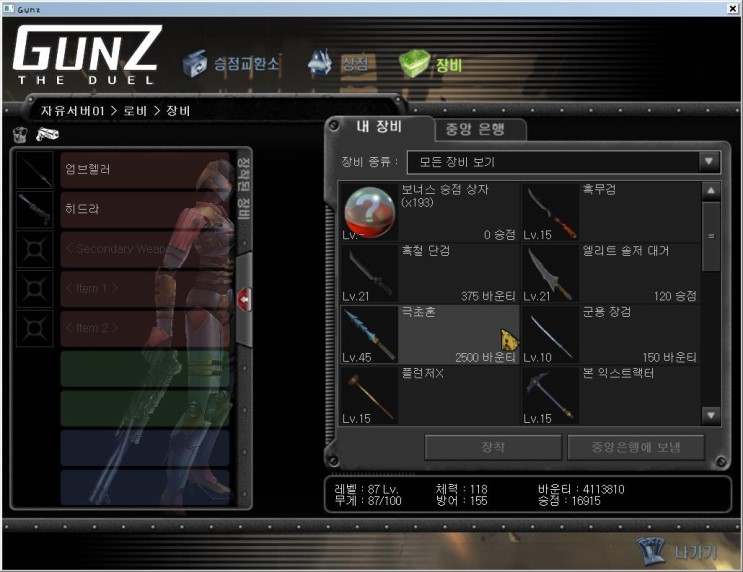 Gunz
GUNZ
THE DUEL
승점교환소
상점
장비
자유서버01 > 로비 > 장비
내 장비
중앙 은행
장비 종류 :
모든 장비 보기
장착된 장비
엄브렐러
히드라
< Secondary Weapon
< Item 1 >
< Item 2 >
보너스 승점 상자
(x193)
Lv.-
0 승점
흑무검
Lv.15
흑철 단검
Lv.21
375 바운티
엘리트 솔저 대거
Lv.21
120 승점
극초혼
Lv.45
2500 바운티
군용 장검
Lv.10
150 바운티
플런저X
Lv.15
본 익스트랙터
Lv.15
장착
중앙은행에 보냄
레벨 : 87 Lv.
체력 : 118
바운티 : 4113810
무게 : 87/100
방어 : 155
승점 : 16915
나가기